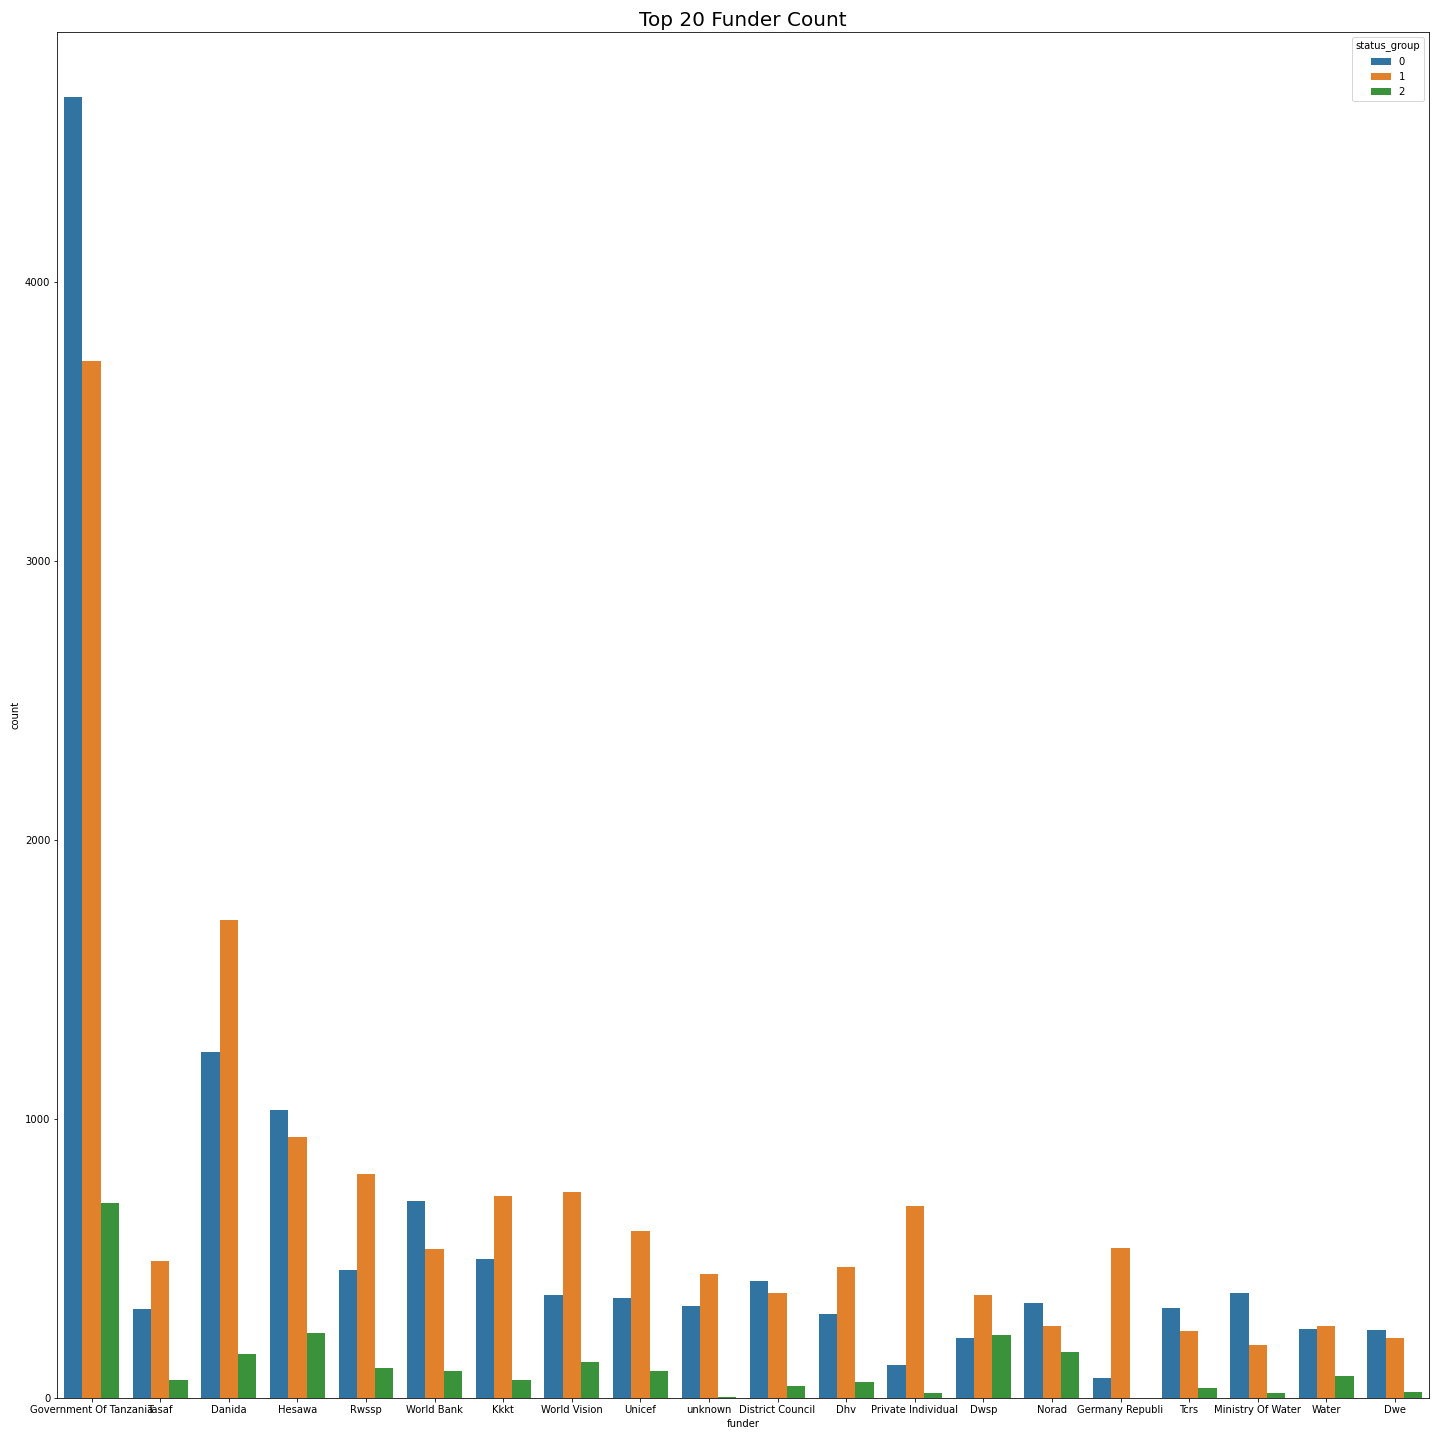 Top 20 Funder Count
status_group
0
1
2
4000
3000
2000
1000
0
count
Government Of Tanzania Tasaf Danida Hesawa Rwssp World Bank Kkkt World Vision Unicef unknown District Council Dhv Private Individual Dwsp Norad Germany Republi Tcrs Ministry Of Water Water Dwe
funder